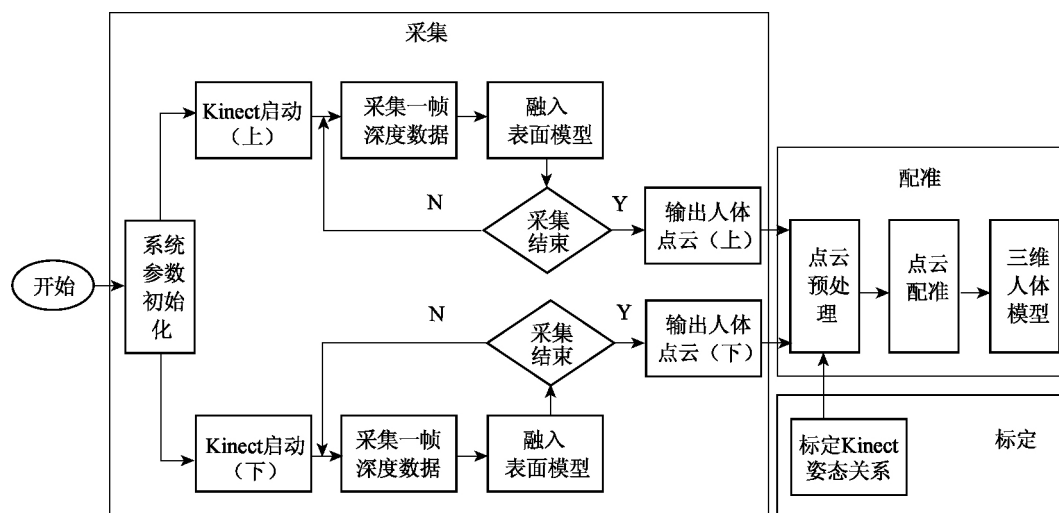 采集
Kinect启动
（上）
采集一帧
深度数据
融入
表面模型
N
采集
结束
Y
输出人体
点云（上）
开始
系统
参数
初始
化
N
采集
结束
Y
输出人体
点云（下）
Kinect启动
（下）
采集一帧
深度数据
融入
表面模型
配准
点云
预处
理
点云
配准
三维
人体
模型
标定
标定Kinect
姿态关系